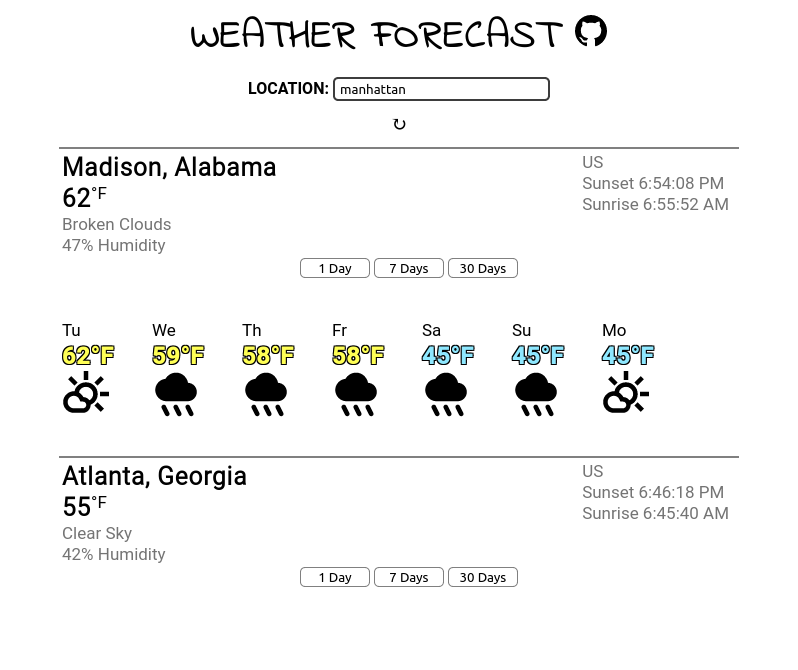 WEATHER FORECAST
LOCATION: manhattan
↻
Madison, Alabama
62°F
Broken Clouds
47% Humidity
US
Sunset 6:54:08 PM
Sunrise 6:55:52 AM
1 Day 7 Days 30 Days
Tu We Th Fr Sa Su Mo
62°F 59°F 58°F 58°F 45°F 45°F 45°F
Atlanta, Georgia
55°F
Clear Sky
42% Humidity
US
Sunset 6:46:18 PM
Sunrise 6:45:40 AM
1 Day 7 Days 30 Days